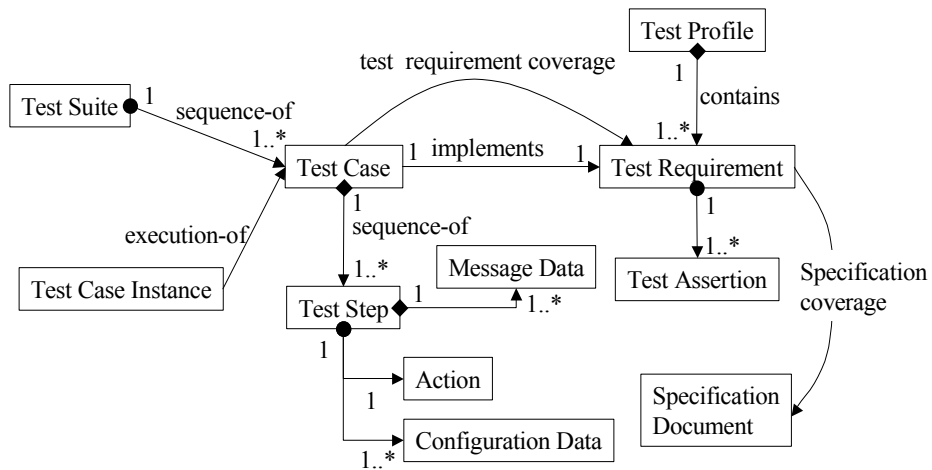 Test Profile
1
contains
1..*
test requirement coverage
Test Suite
1
sequence-of
1..*
Test Case
1
implements
1
Test Requirement
1
sequence-of
1..*
1
1..*
execution-of
Test Case Instance
Message Data
Test Assertion
Specification
coverage
Test Step
1
1..*
1
1
Action
1..*
Configuration Data
Specification
Document